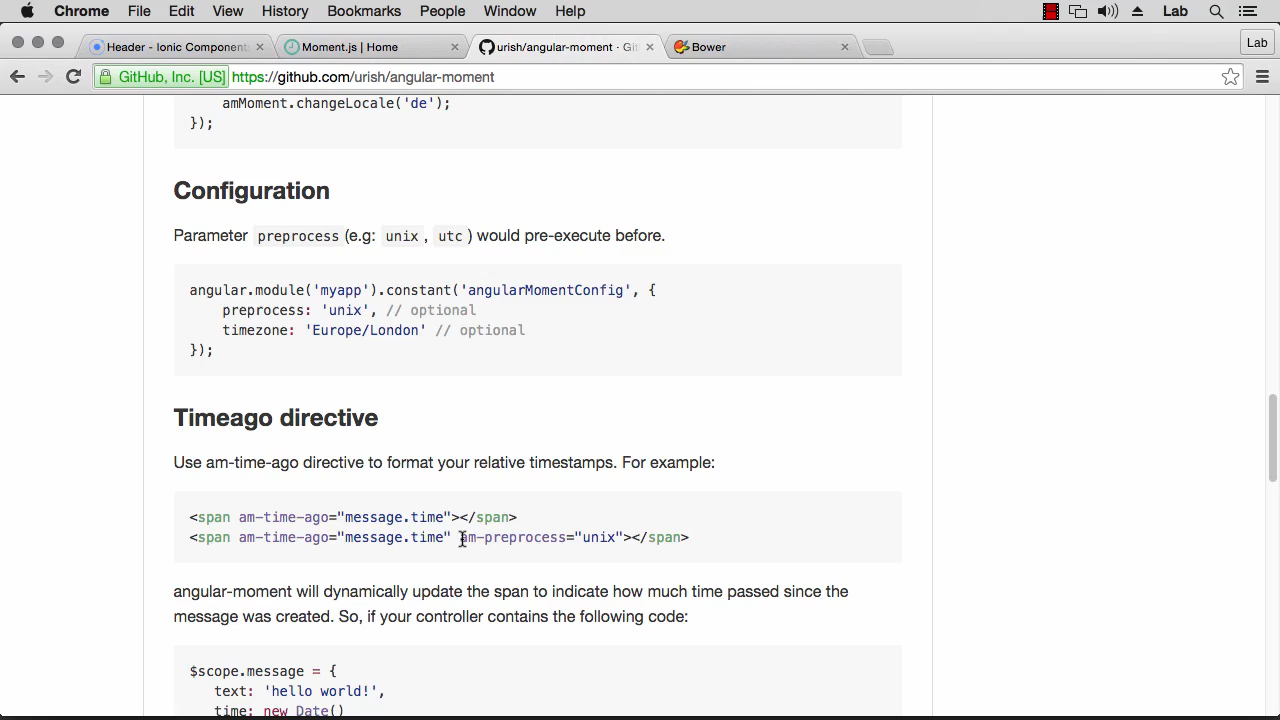 Chrome File Edit View History Bookmarks People Window Help Lab
Header - Ionic Component Moment.js | Home urish/angular-moment · Git Bower Lab
GitHub, Inc. [US] https://github.com/urish/angular-moment
amMoment.changeLocale('de');
});
Configuration
Parameter preprocess (e.g: unix , utc ) would pre-execute before.
angular.module('myapp').constant('angularMomentConfig', {
preprocess: 'unix', // optional
timezone: 'Europe/London' // optional
});
Timeago directive
Use am-time-ago directive to format your relative timestamps. For example:
<span am-time-ago="message.time"></span>
<span am-time-ago="message.time" am-preprocess="unix"></span>
angular-moment will dynamically update the span to indicate how much time passed since the
message was created. So, if your controller contains the following code:
$scope.message = {
text: 'hello world!',
time: new Date()